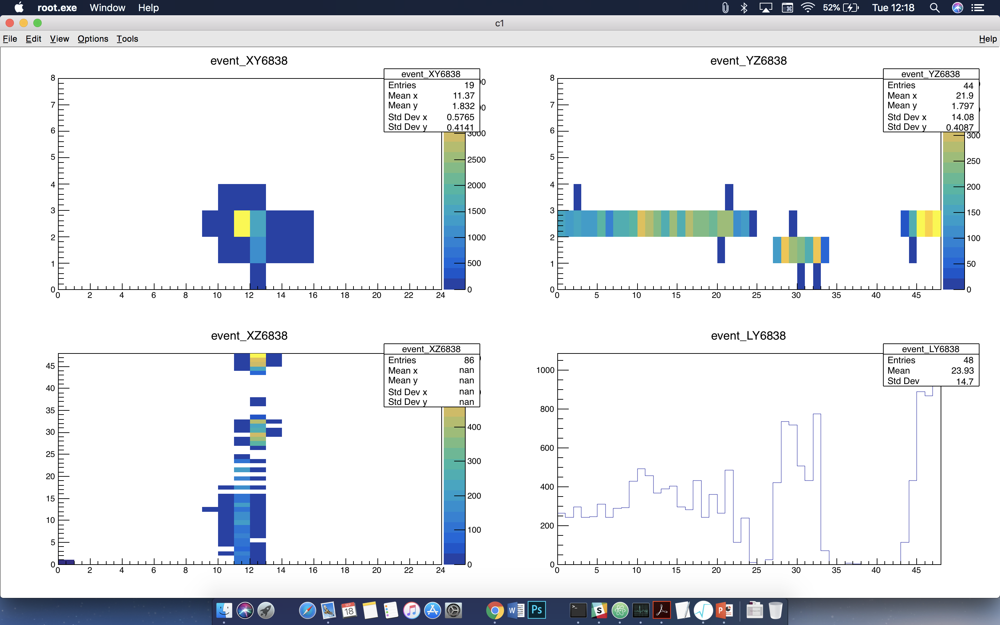 root.exe Window Help 52% Tue 12:18
c1
File Edit View Options Tools Help
event_XY6838
event_XY6838
Entries 19
Mean x 11.37
Mean y 1.832
Std Dev x 0.5765
Std Dev y 0.4141
8
7
6
5
4
3
2
1
0
0 2 4 6 8 10 12 14 16 18 20 22 24
3000
2500
2000
1500
1000
500
0
event_YZ6838
event_YZ6838
Entries 44
Mean x 21.9
Mean y 1.797
Std Dev x 14.08
Std Dev y 0.4087
8
7
6
5
4
3
2
1
0
0 5 10 15 20 25 30 35 40 45
300
250
200
150
100
50
0
event_XZ6838
event_XZ6838
Entries 86
Mean x nan
Mean y nan
Std Dev x nan
Std Dev y nan
45
40
35
30
25
20
15
10
5
0
0 2 4 6 8 10 12 14 16 18 20 22 24
400
300
200
100
0
event_LY6838
event_LY6838
Entries 48
Mean 23.93
Std Dev 14.7
1000
800
600
400
200
0
0 5 10 15 20 25 30 35 40 45
SEP
18
W
Ps
>_
S
P